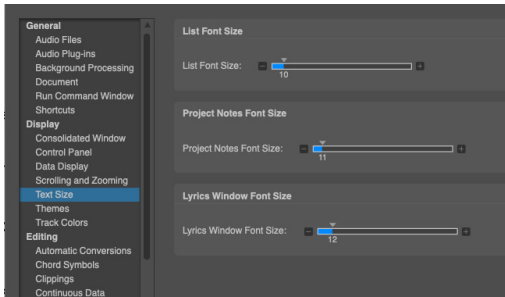 General
Audio Files
Audio Plug-ins
Background Processing
Document
Run Command Window
Shortcuts
Display
Consolidated Window
Control Panel
Data Display
Scrolling and Zooming
Text Size
Themes
Track Colors
Editing
Automatic Conversions
Chord Symbols
Clippings
Continuous Data
List Font Size
List Font Size:
10
Project Notes Font Size
Project Notes Font Size:
11
Lyrics Window Font Size
Lyrics Window Font Size:
12